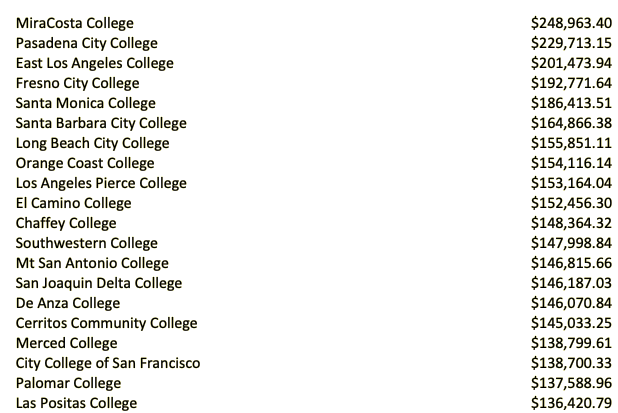 MiraCosta College $248,963.40
Pasadena City College $229,713.15
East Los Angeles College $201,473.94
Fresno City College $192,771.64
Santa Monica College $186,413.51
Santa Barbara City College $164,866.38
Long Beach City College $155,851.11
Orange Coast College $154,116.14
Los Angeles Pierce College $153,164.04
El Camino College $152,456.30
Chaffey College $148,364.32
Southwestern College $147,998.84
Mt San Antonio College $146,815.66
San Joaquin Delta College $146,187.03
De Anza College $146,070.84
Cerritos Community College $145,033.25
Merced College $138,799.61
City College of San Francisco $138,700.33
Palomar College $137,588.96
Las Positas College $136,420.79